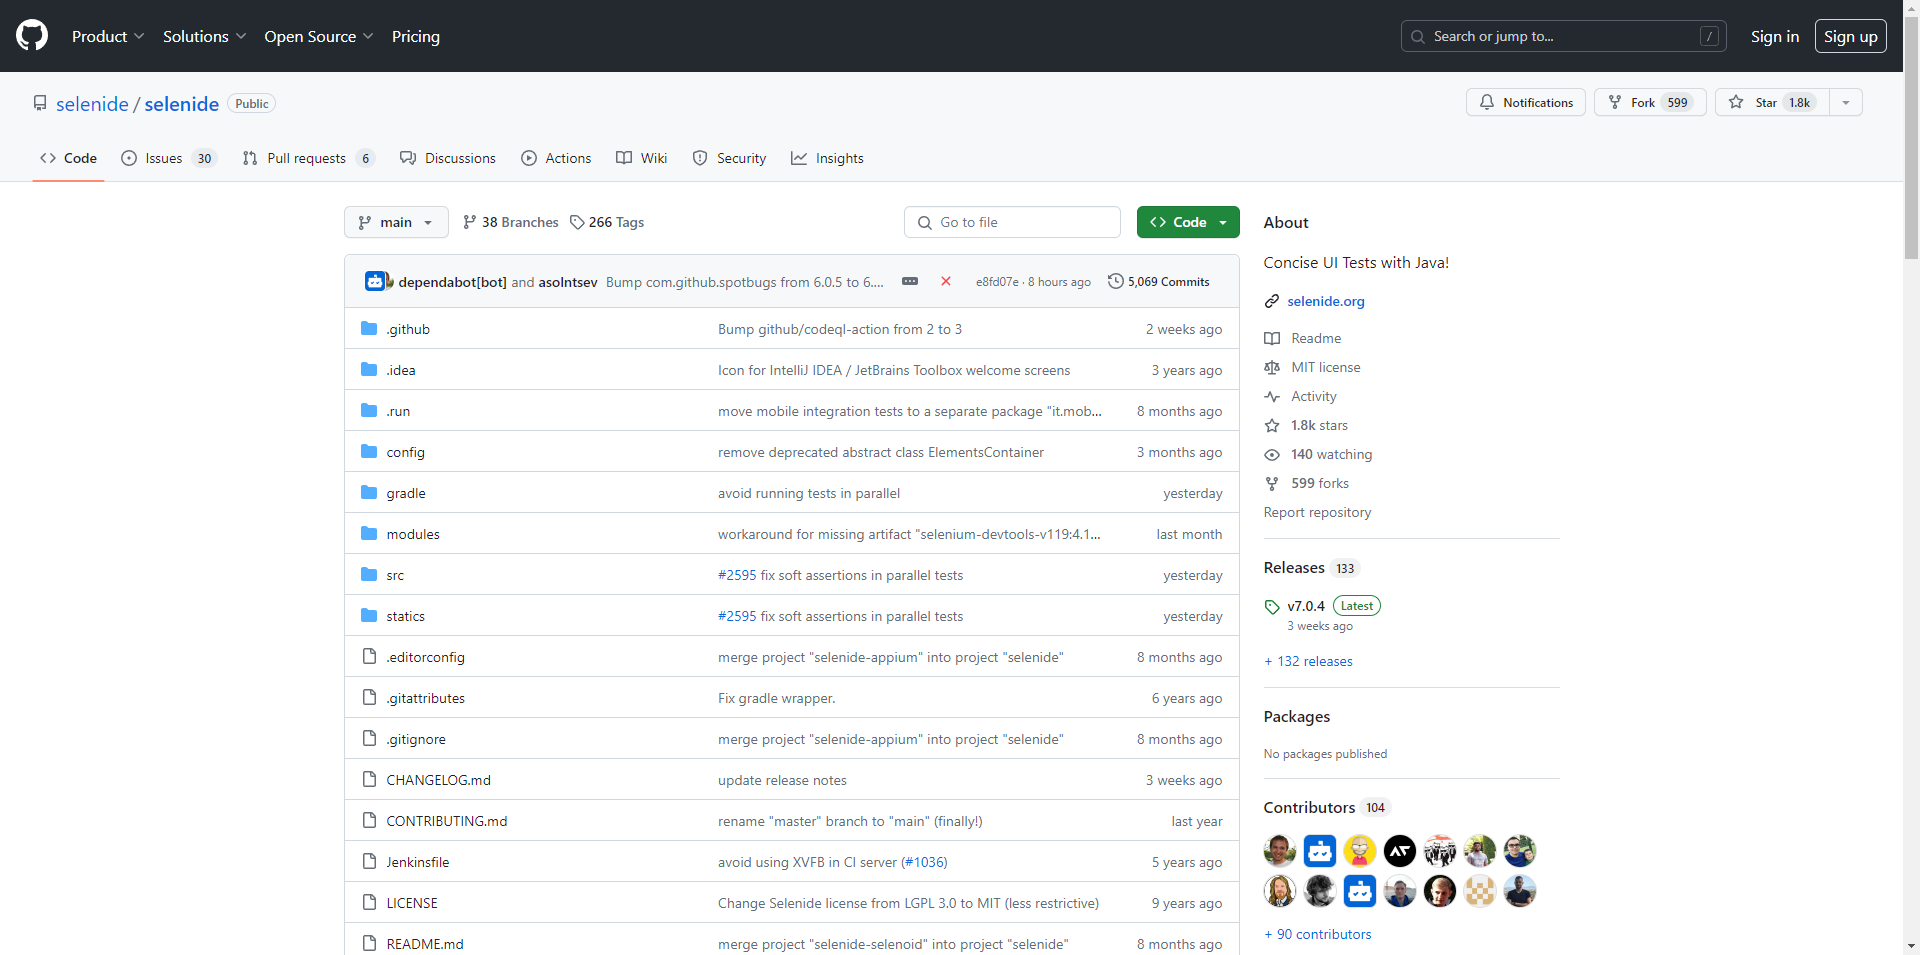 Product Solutions Open Source Pricing Search or jump to... / Sign in Sign up
selenide / selenide Public Notifications Fork 599 Star 1.8k
Code Issues 30 Pull requests 6 Discussions Actions Wiki Security Insights
main 38 Branches 266 Tags Go to file Code
dependabot[bot] and asolntsev Bump com.github.spotbugs from 6.0.5 to 6.... e8fd07e · 8 hours ago 5,069 Commits
.github Bump github/codeql-action from 2 to 3 2 weeks ago
.idea Icon for IntelliJ IDEA / JetBrains Toolbox welcome screens 3 years ago
.run move mobile integration tests to a separate package "it.mob... 8 months ago
config remove deprecated abstract class ElementsContainer 3 months ago
gradle avoid running tests in parallel yesterday
modules workaround for missing artifact "selenium-devtools-v119:4.1... last month
src #2595 fix soft assertions in parallel tests yesterday
statics #2595 fix soft assertions in parallel tests yesterday
.editorconfig merge project "selenide-appium" into project "selenide" 8 months ago
.gitattributes Fix gradle wrapper. 6 years ago
.gitignore merge project "selenide-appium" into project "selenide" 8 months ago
CHANGELOG.md update release notes 3 weeks ago
CONTRIBUTING.md rename "master" branch to "main" (finally!) last year
Jenkinsfile avoid using XVFB in CI server (#1036) 5 years ago
LICENSE Change Selenide license from LGPL 3.0 to MIT (less restrictive) 9 years ago
README.md merge project "selenide-selenoid" into project "selenide" 8 months ago
About
Concise UI Tests with Java!
selenide.org
Readme
MIT license
Activity
1.8k stars
140 watching
599 forks
Report repository
Releases 133
v7.0.4 Latest
3 weeks ago
+ 132 releases
Packages
No packages published
Contributors 104
+ 90 contributors